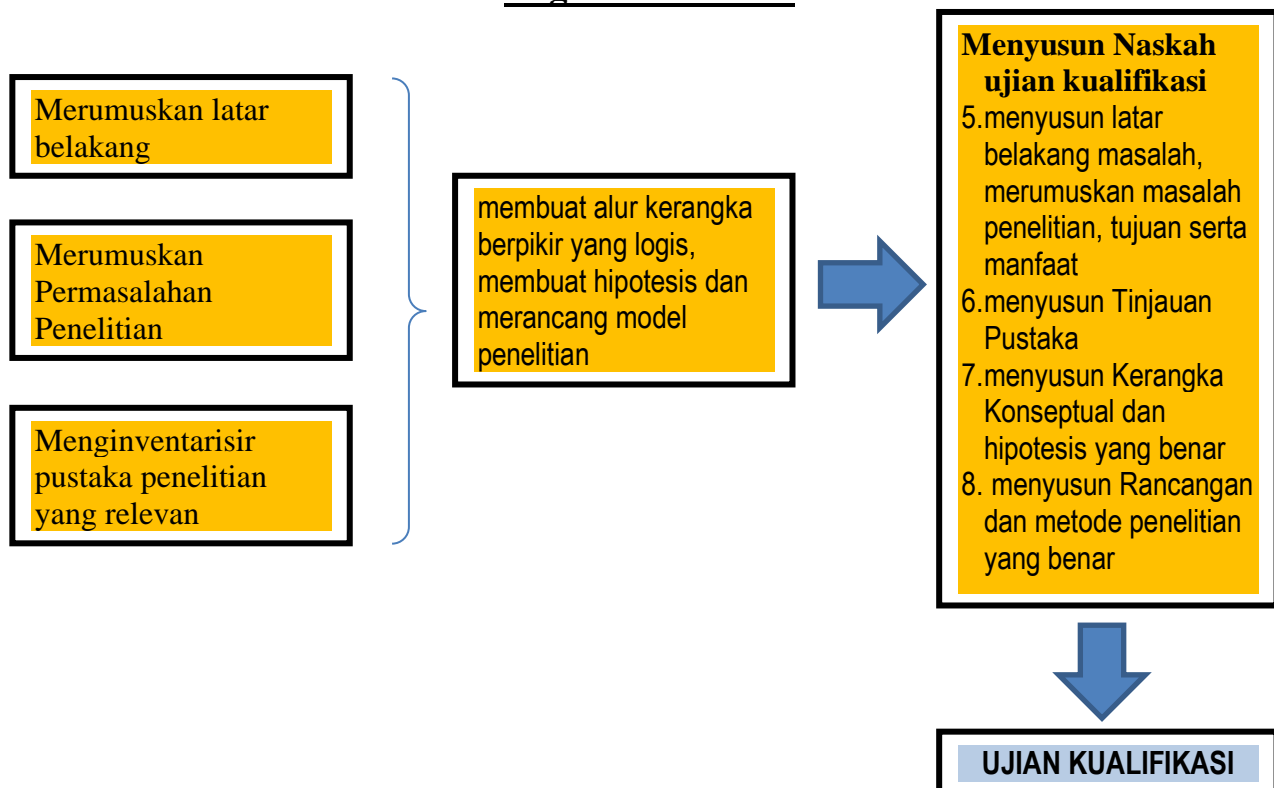 Merumuskan latar
belakang
Merumuskan
Permasalahan
Penelitian
Menginventarisir
pustaka penelitian
yang relevan
membuat alur kerangka
berpikir yang logis,
membuat hipotesis dan
merancang model
penelitian
Menyusun Naskah
ujian kualifikasi
5.menyusun latar
belakang masalah,
merumuskan masalah
penelitian, tujuan serta
manfaat
6.menyusun Tinjauan
Pustaka
7.menyusun Kerangka
Konseptual dan
hipotesis yang benar
8. menyusun Rancangan
dan metode penelitian
yang benar
UJIAN KUALIFIKASI